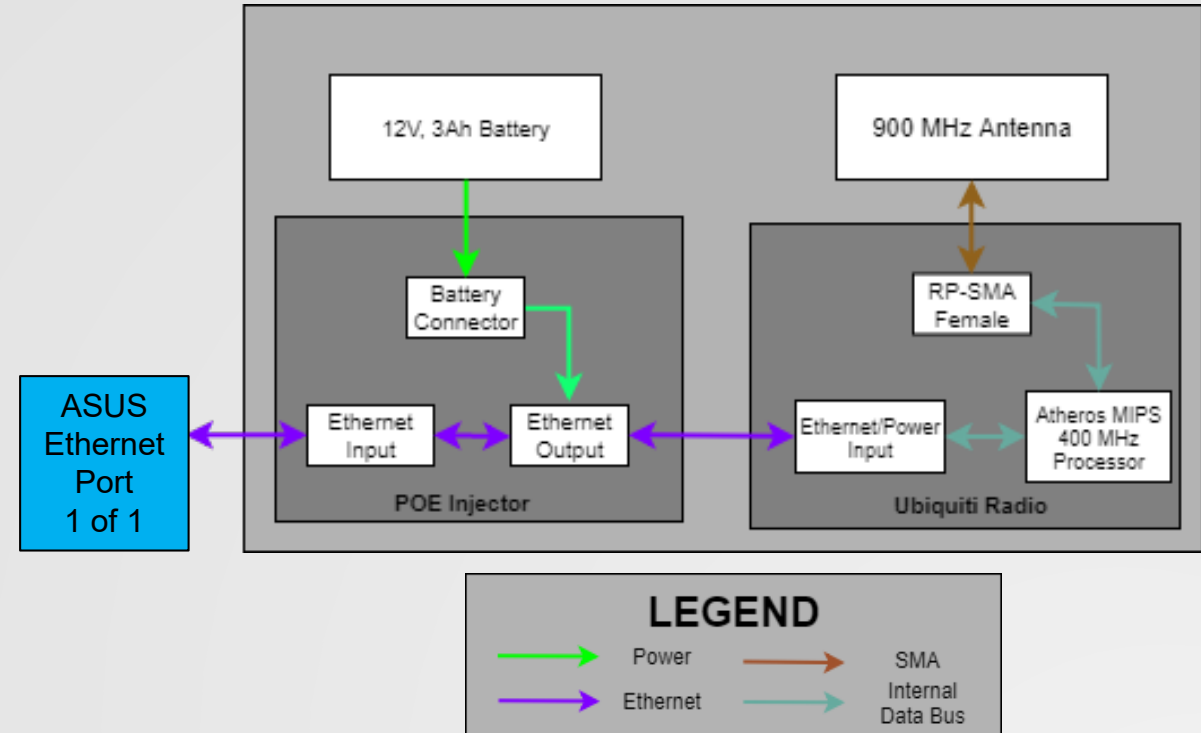 12V, 3Ah Battery
900 MHz Antenna
Battery
Connector
RP-SMA
Female
ASUS
Ethernet
Port
1 of 1
Ethernet
Input
Ethernet
Output
Ethernet/Power
Input
Atheros MIPS
400 MHz
Processor
POE Injector
Ubiquiti Radio
LEGEND
Power
SMA
Ethernet
Internal
Data Bus